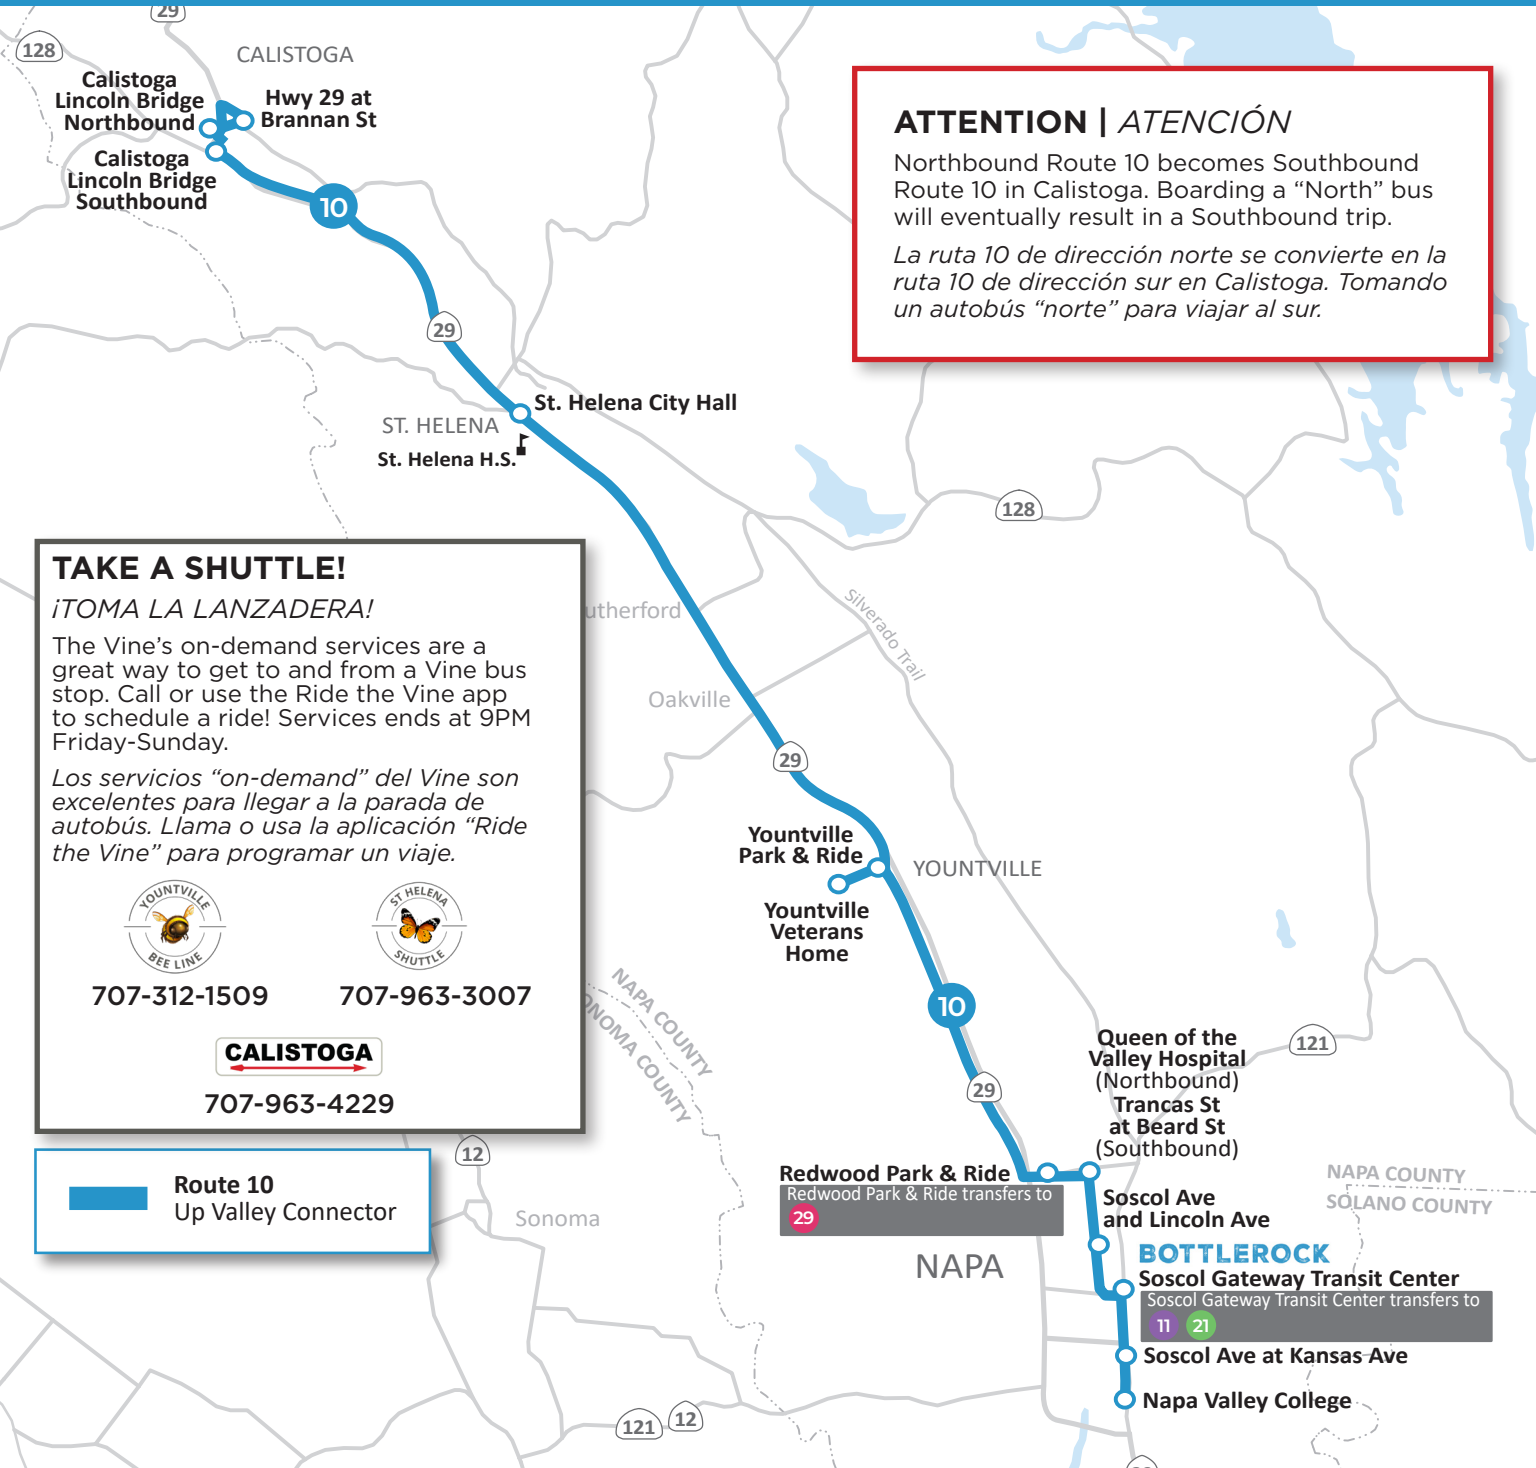 29
128
CALISTOGA
Calistoga
Lincoln Bridge
Northbound
Hwy 29 at
Brannan St
Calistoga
Lincoln Bridge
Southbound
10
ATTENTION | ATENCIÓN
Northbound Route 10 becomes Southbound
Route 10 in Calistoga. Boarding a “North” bus
will eventually result in a Southbound trip.
La ruta 10 de dirección norte se convierte en la
ruta 10 de dirección sur en Calistoga. Tomando
un autobús “norte” para viajar al sur.
29
St. Helena City Hall
ST. HELENA
St. Helena H.S.
128
TAKE A SHUTTLE!
¡TOMA LA LANZADERA!
The Vine’s on-demand services are a
great way to get to and from a Vine bus
stop. Call or use the Ride the Vine app
to schedule a ride! Services ends at 9PM
Friday-Sunday.
Los servicios “on-demand” del Vine son
excelentes para llegar a la parada de
autobús. Llama o usa la aplicación “Ride
the Vine” para programar un viaje.
YOUNTVILLE
BEE LINE
707-312-1509
ST HELENA
SHUTTLE
707-963-3007
CALISTOGA
707-963-4229
utherford
Silverado Trail
Oakville
29
Yountville
Park & Ride
YOUNTVILLE
Yountville
Veterans
Home
NAPA COUNTY
ONOMA COUNTY
10
29
Queen of the
Valley Hospital
(Northbound)
Trancas St
at Beard St
(Southbound)
121
12
Route 10
Up Valley Connector
Sonoma
Redwood Park & Ride
Redwood Park & Ride transfers to
29
NAPA COUNTY
SOLANO COUNTY
Soscol Ave
and Lincoln Ave
BOTTLEROCK
NAPA
Soscol Gateway Transit Center
Soscol Gateway Transit Center transfers to
11 21
Soscol Ave at Kansas Ave
Napa Valley College
121
12